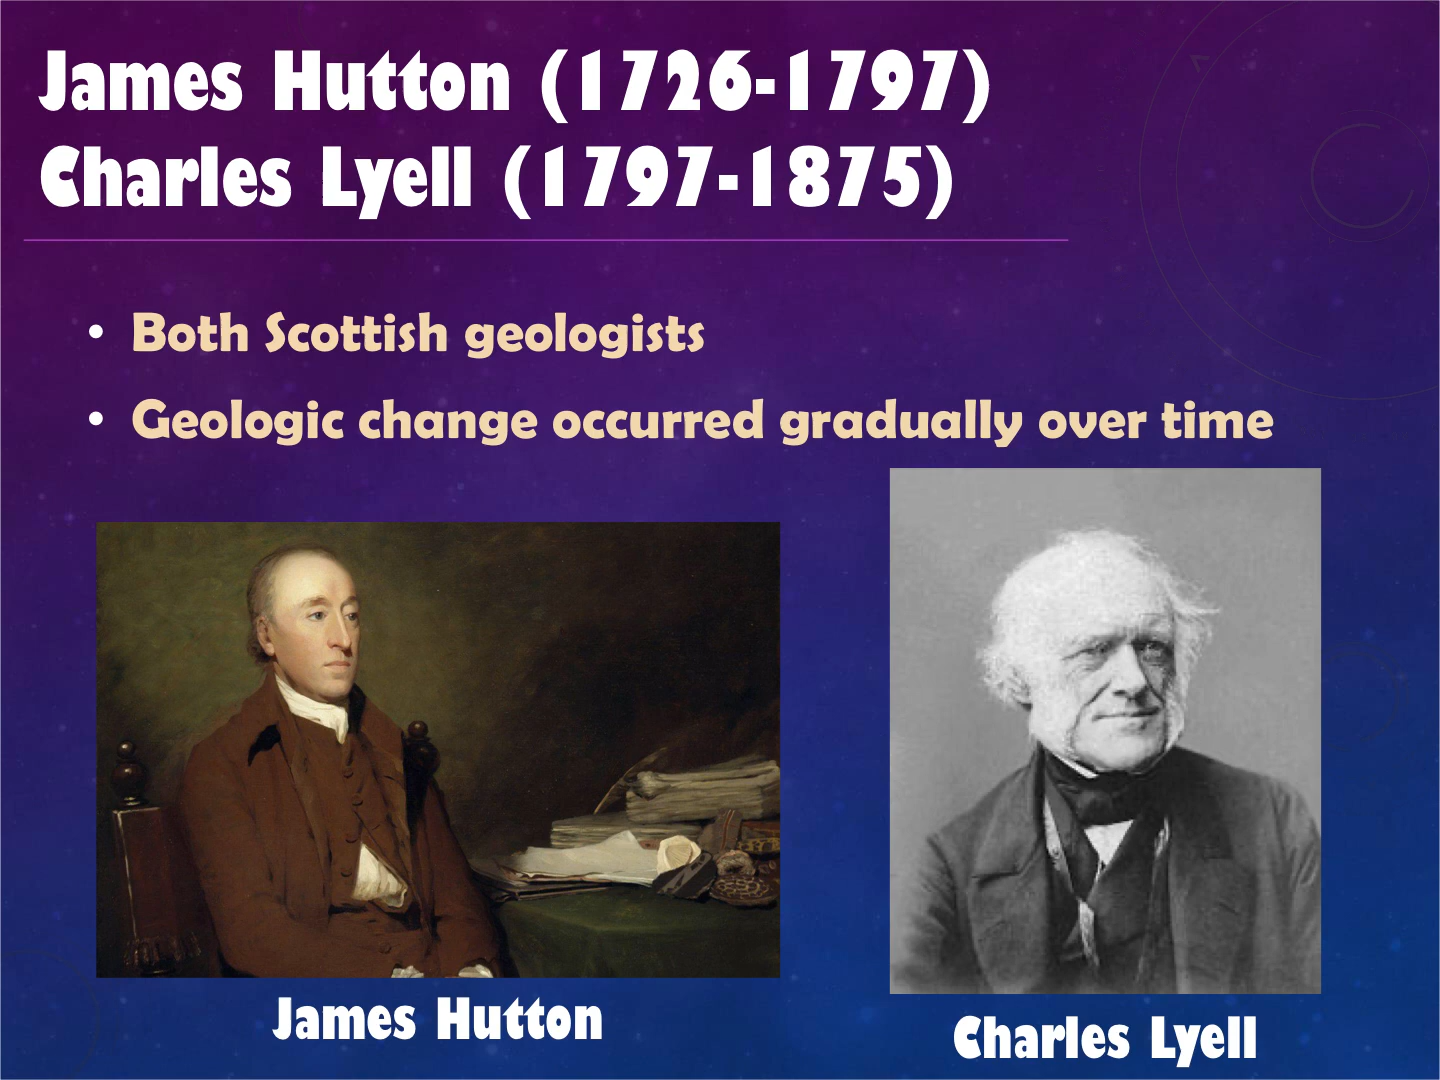 James Hutton (1726-1797)
Charles Lyell (1797-1875)
• Both Scottish geologists
• Geologic change occurred gradually over time
James Hutton
Charles Lyell